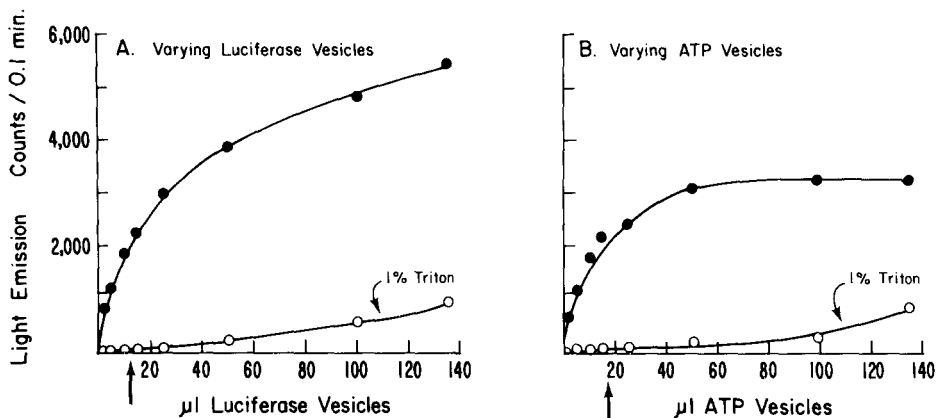 A. Varying Luciferase Vesicles
B. Varying ATP Vesicles
Light Emission Counts / 0.1 min.
6,000
4,000
2,000
1% Triton
1% Triton
20 40 60 80 100 120 140
20 40 60 80 100 120 140
µl Luciferase Vesicles
µl ATP Vesicles